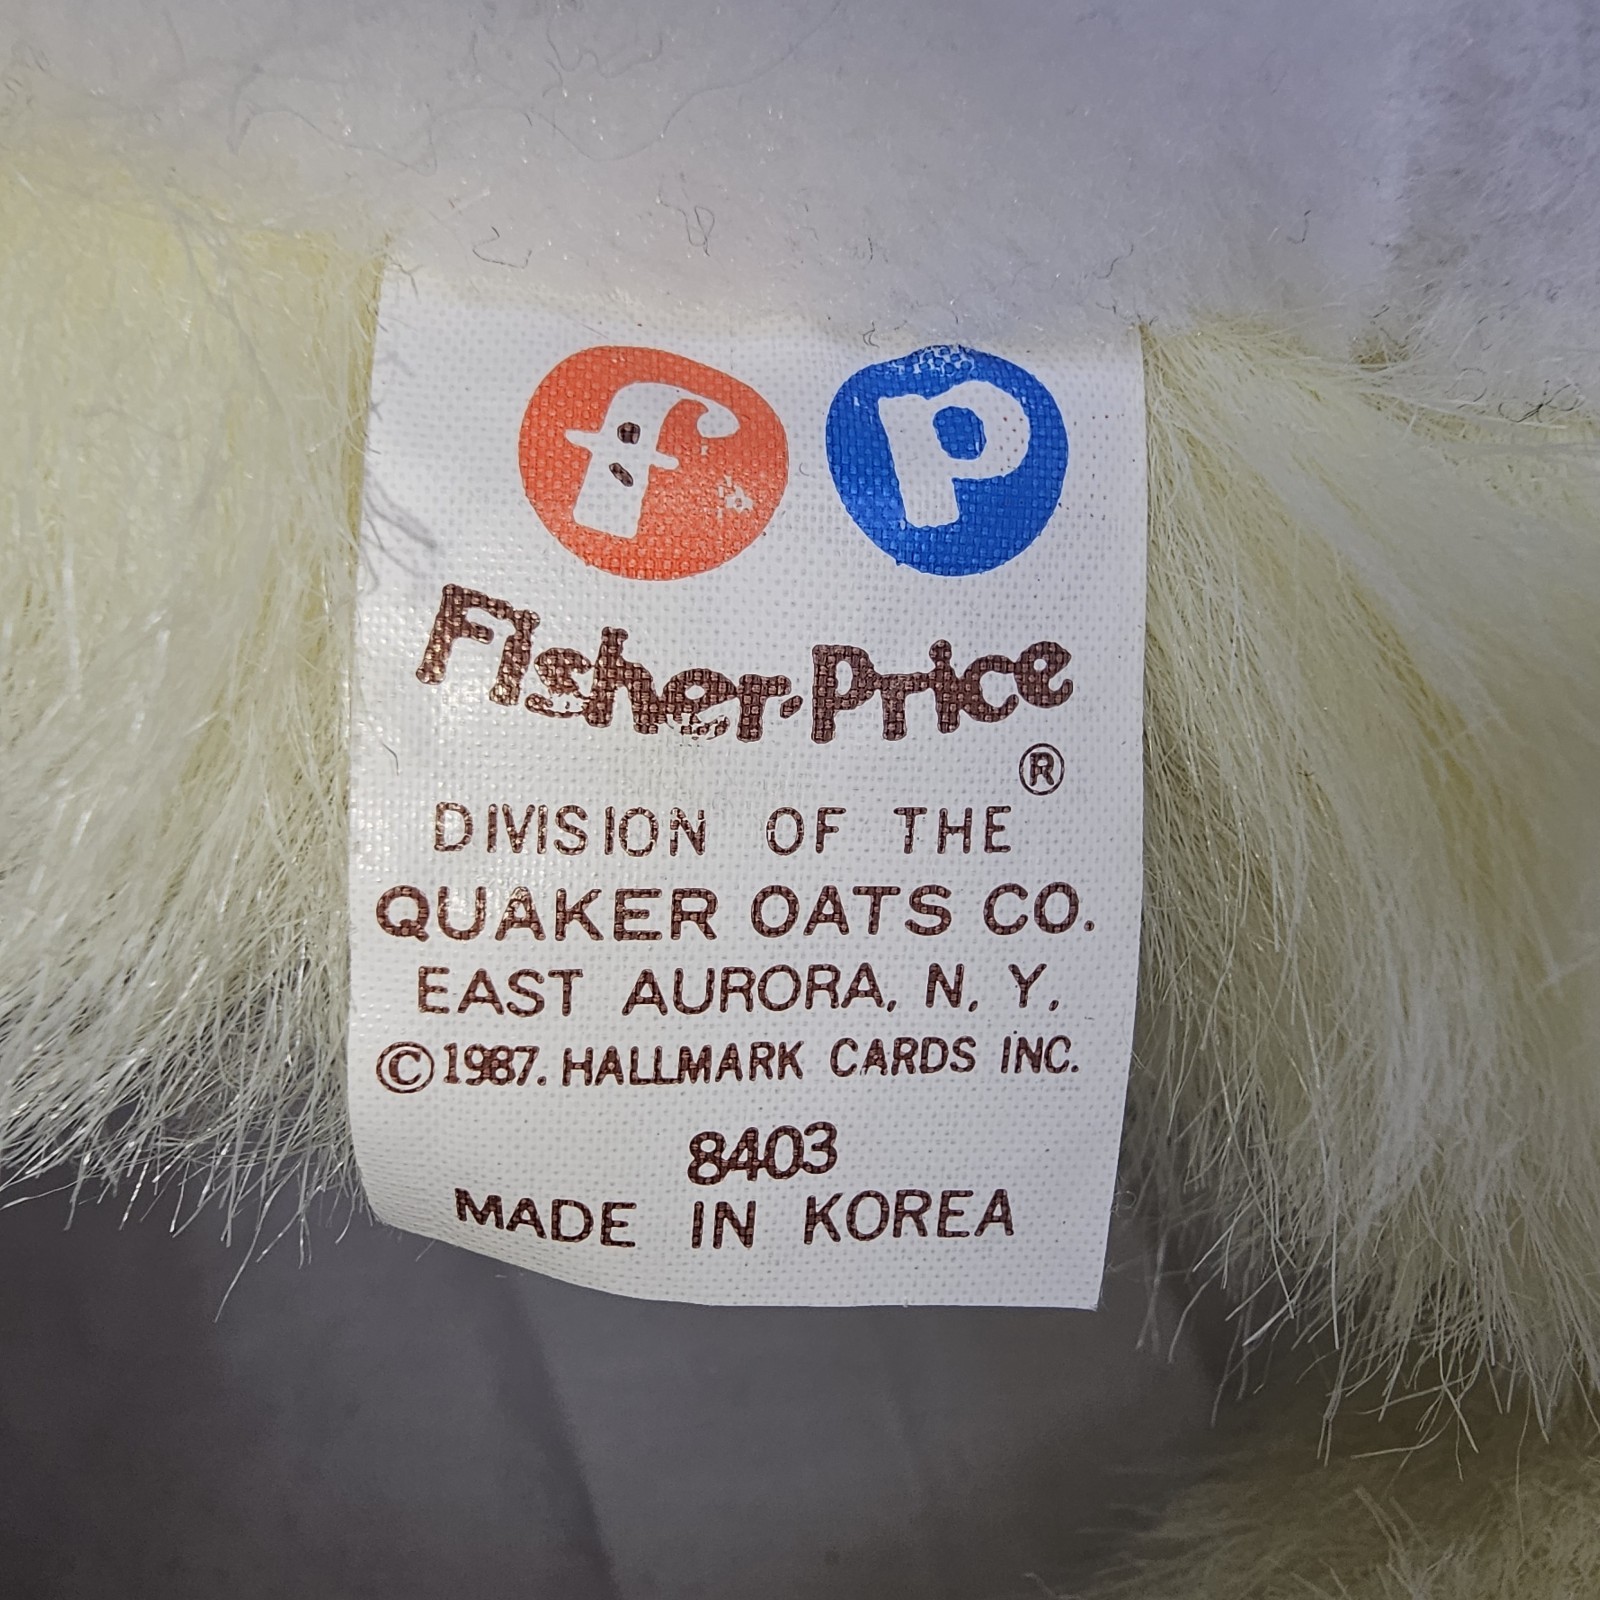 f p
Fisher-Price
®
DIVISION OF THE
QUAKER OATS CO.
EAST AURORA, N. Y.
©1987. HALLMARK CARDS INC.
8403
MADE IN KOREA